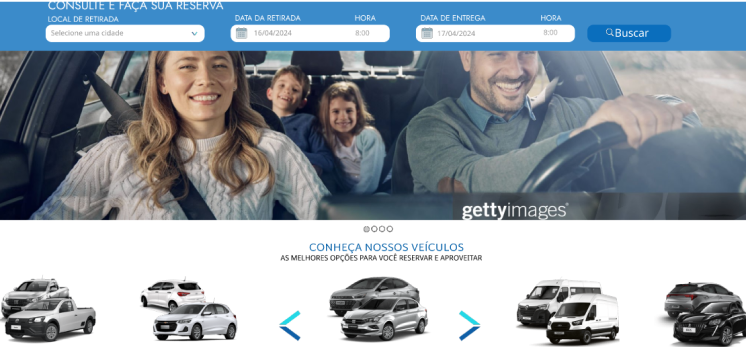 CONSULTE E FAÇA SUA RESERVA
LOCAL DE RETIRADA
Selecione uma cidade
DATA DA RETIRADA
HORA
16/04/2024
8:00
DATA DE ENTREGA
HORA
17/04/2024
8:00
Buscar
gettyimages®
CONHEÇA NOSSOS VEÍCULOS
AS MELHORES OPÇÕES PARA VOCÊ RESERVAR E APROVEITAR